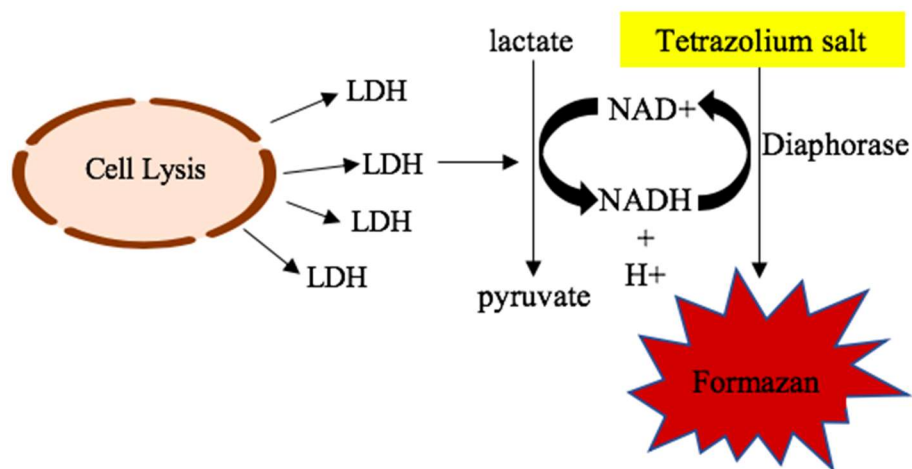 lactate
Tetrazolium salt
LDH
NAD+
Cell Lysis
LDH
Diaphorase
NADH
LDH
+
H+
LDH
pyruvate
Formazan